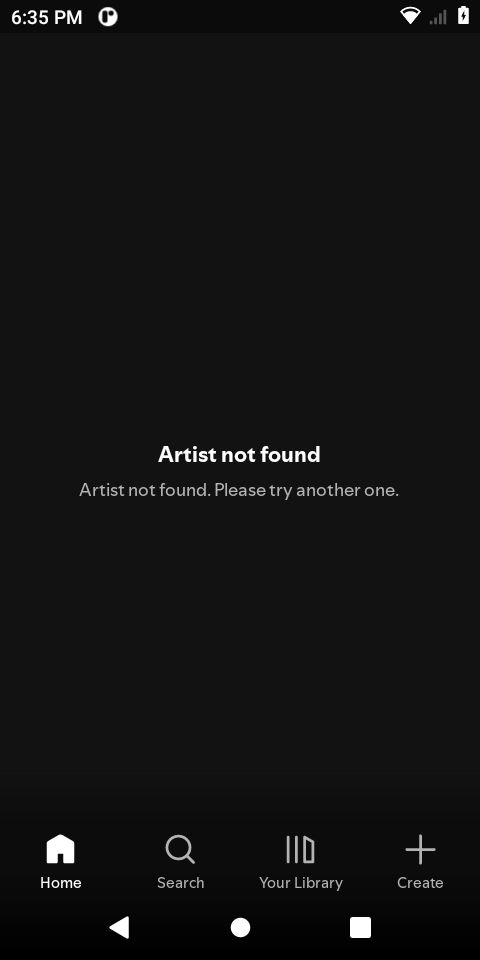 6:35 PM
Artist not found
Artist not found. Please try another one.
Home
Search
Your Library
Create